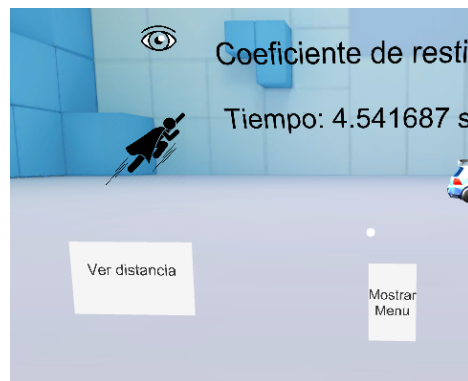 Coeficiente de resti
Tiempo: 4.541687 s
Ver distancia
Mostrar
Menu